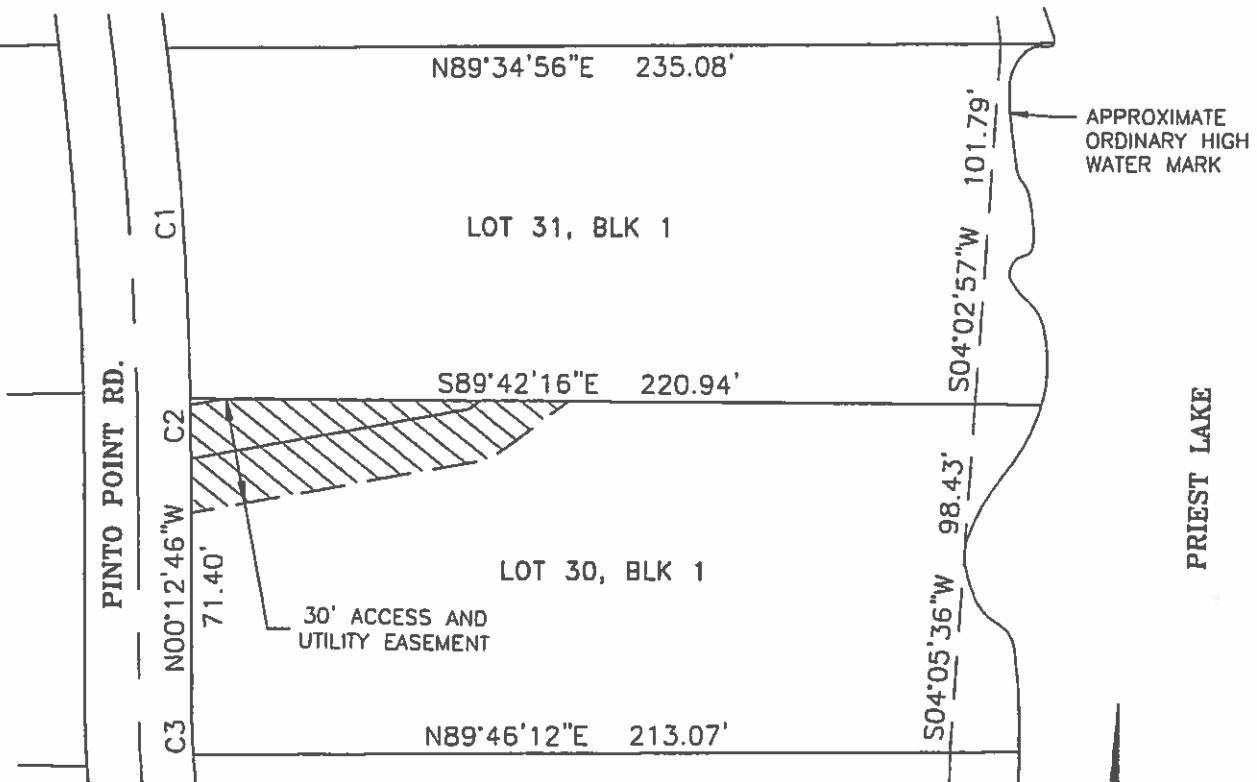 N89°34'56"E 235.08'
APPROXIMATE
ORDINARY HIGH
WATER MARK
101.79'
S04°02'57"W
C1
LOT 31, BLK 1
S89°42'16"E 220.94'
C2
PINTO POINT RD.
PRIEST LAKE
98.43'
S04°05'36"W
N00°12'46"W
71.40'
LOT 30, BLK 1
30' ACCESS AND
UTILITY EASEMENT
C3
N89°46'12"E 213.07'